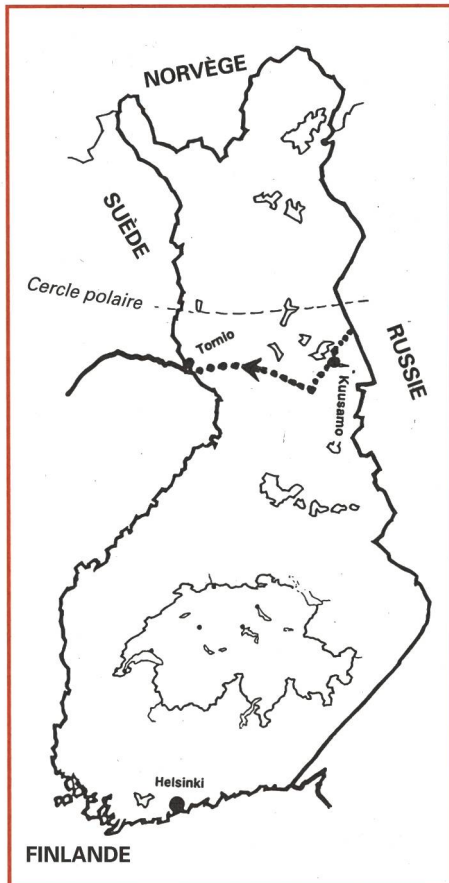 NORVÈGE
SUÈDE
Cercle polaire
Tornio
RUSSIE
Kuusamo
Helsinki
FINLANDE